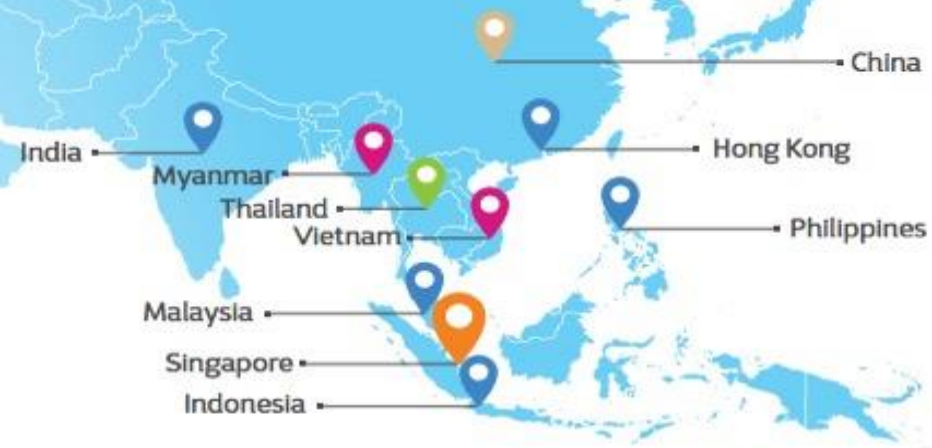 China
India
Hong Kong
Myanmar
Thailand
Philippines
Vietnam
Malaysia
Singapore
Indonesia